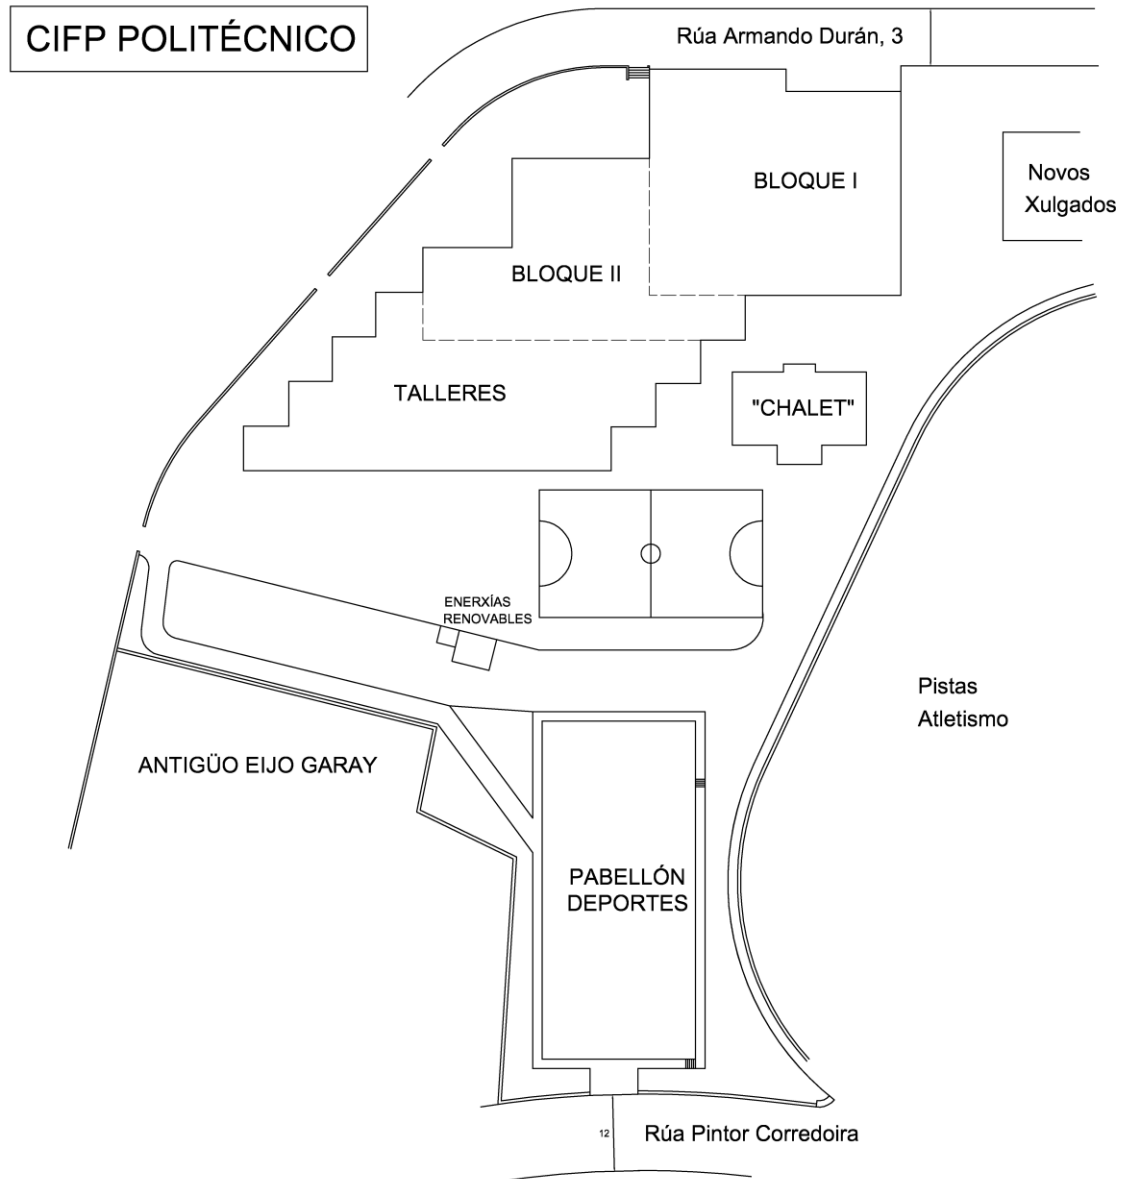 CIFP POLITÉCNICO
Rúa Armando Durán, 3
BLOQUE I
Novos
Xulgados
BLOQUE II
TALLERES
"CHALET"
ENERXÍAS
RENOVABLES
Pistas
Atletismo
ANTIGÜO EIJO GARAY
PABELLÓN
DEPORTES
12
Rúa Pintor Corredoira